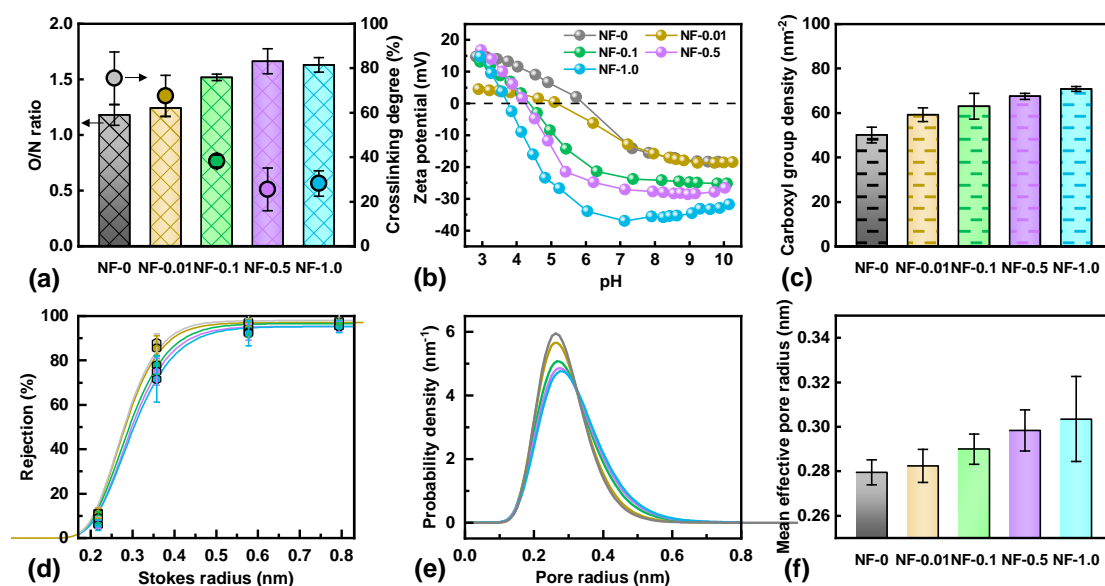 2.0
1.5
1.0
0.5
0.0
O/N ratio
100
80
60
40
20
0
Crosslinking degree (%)
NF-0 NF-0.01 NF-0.1 NF-0.5 NF-1.0
(a)
25
20
15
10
5
0
-10
-20
-30
-40
Zeta potential (mV)
NF-0 NF-0.01
NF-0.1 NF-0.5
NF-1.0
3 4 5 6 7 8 9 10
pH
(b)
100
80
60
40
20
0
Carboxyl group density (nm-2)
NF-0 NF-0.01 NF-0.1 NF-0.5 NF-1.0
(c)
100
90
80
70
60
50
40
30
20
10
0
Rejection (%)
0.2 0.3 0.4 0.5 0.6 0.7 0.8
Stokes radius (nm)
(d)
6
4
2
0
Probability density (nm-1)
0.0 0.2 0.4 0.6 0.8
Pore radius (nm)
(e)
0.34
0.32
0.30
0.28
0.26
Mean effective pore radius (nm)
NF-0 NF-0.01 NF-0.1 NF-0.5 NF-1.0
(f)